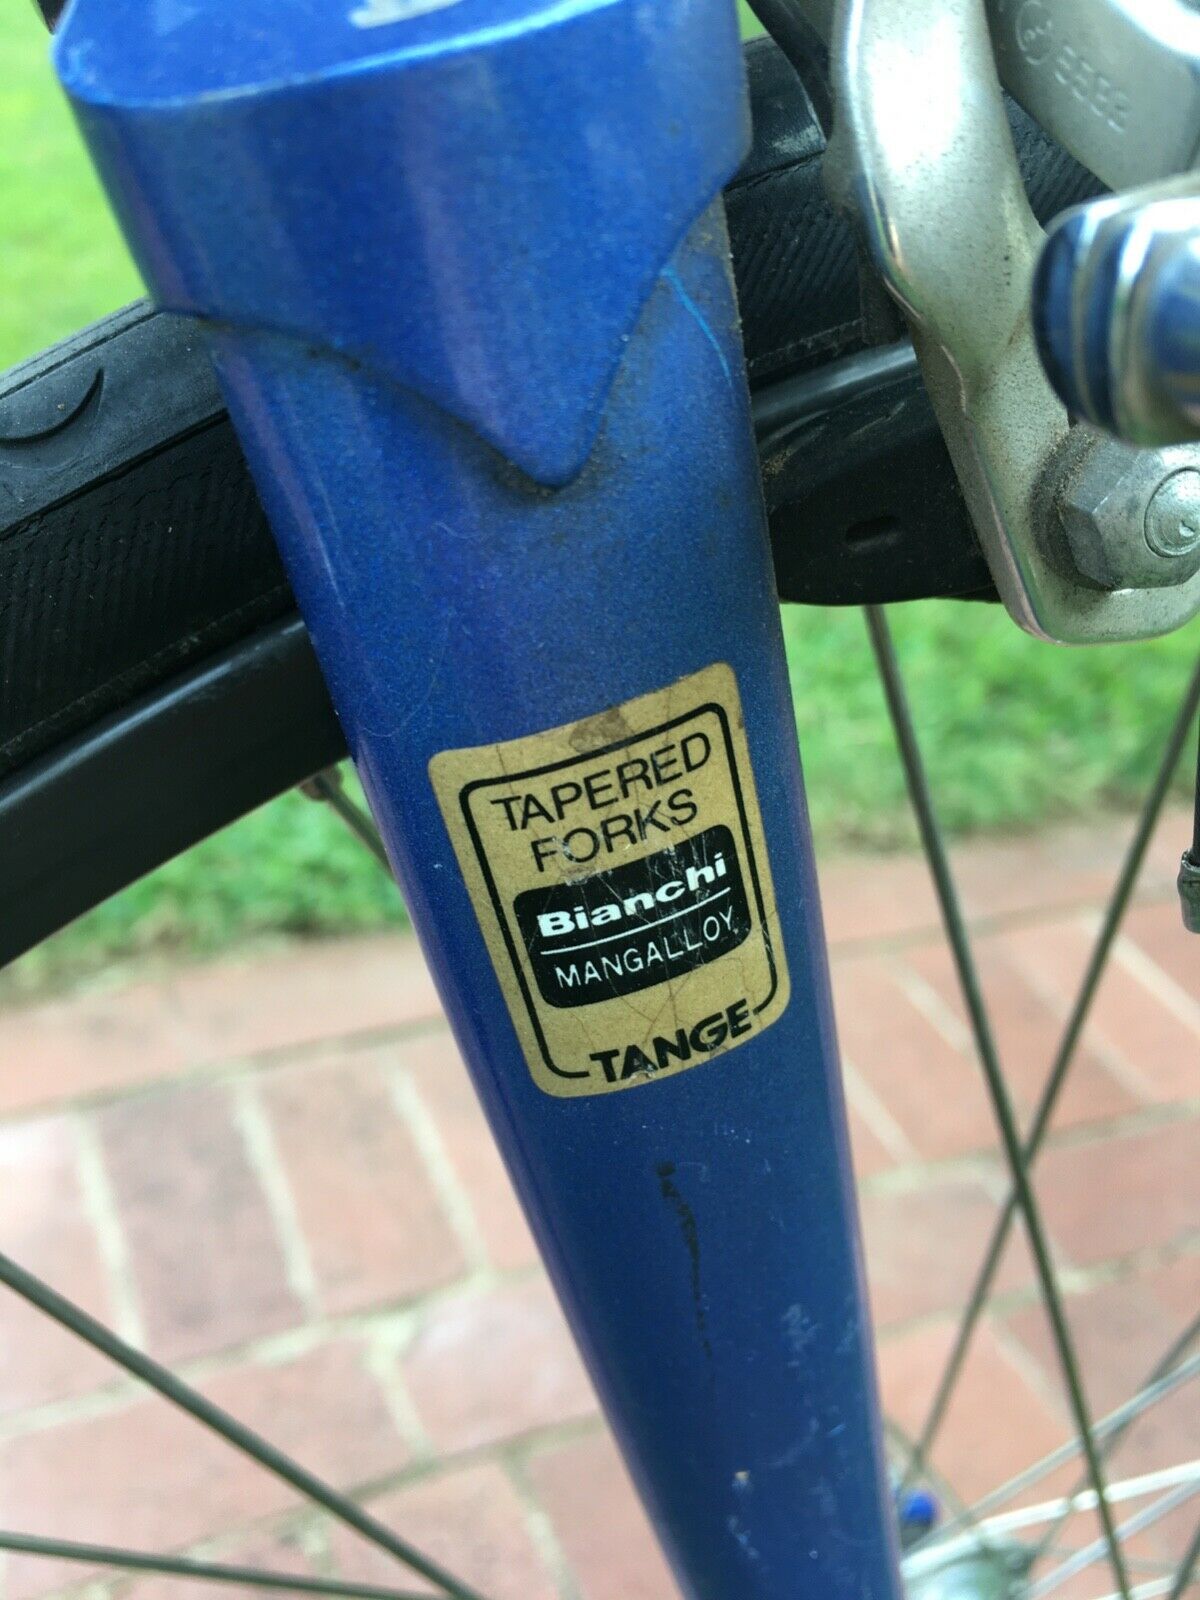 TAPERED
FORKS
Bianchi
MANGALLOY
TANGE